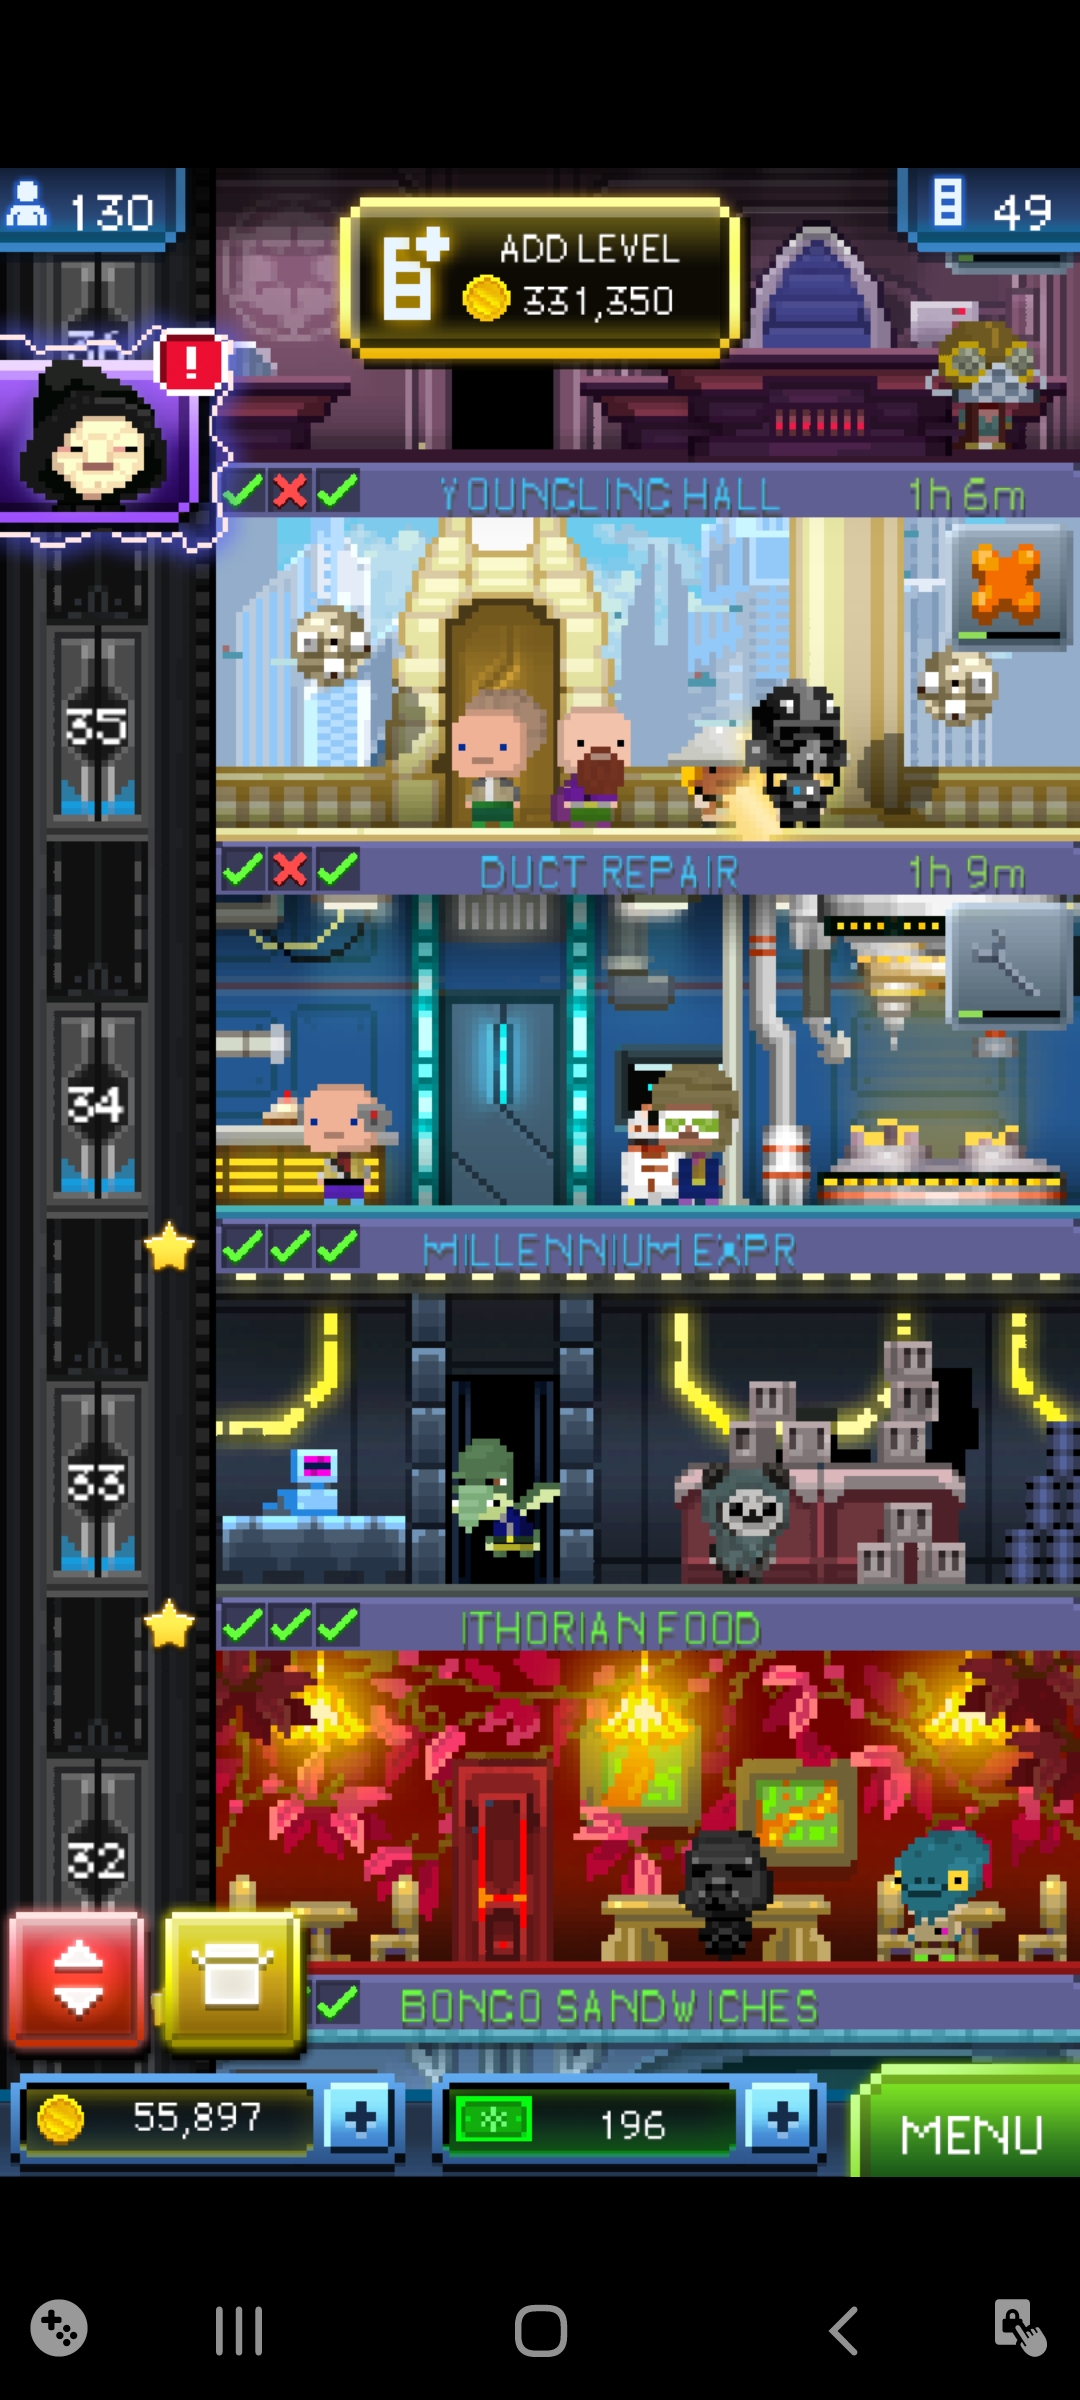 130
ADD LEVEL
331,350
49
!
YOUNGLING HALL
1h 6m
35
DUCT REPAIR
1h 9m
34
MILLENNIUM EXPR
33
ITHORIAN FOOD
32
BONGO SANDWICHES
55,897
196
MENU